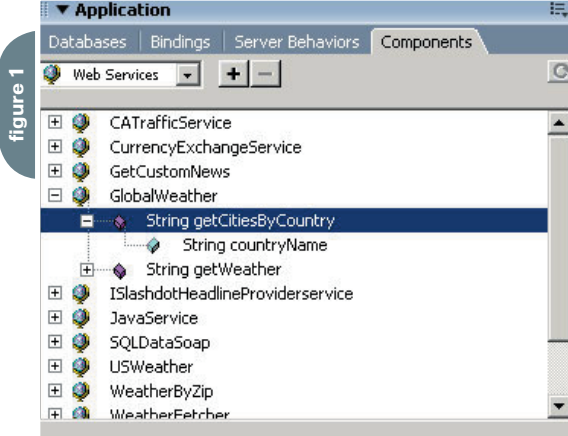 figure 1
Application
Databases Bindings Server Behaviors Components
Web Services
CATrafficService
CurrencyExchangeService
GetCustomNews
GlobalWeather
String getCitiesByCountry
String countryName
String getWeather
ISlashdotHeadlineProviderservice
JavaService
SQLDataSoap
USWeather
WeatherByZip
WeatherFetcher